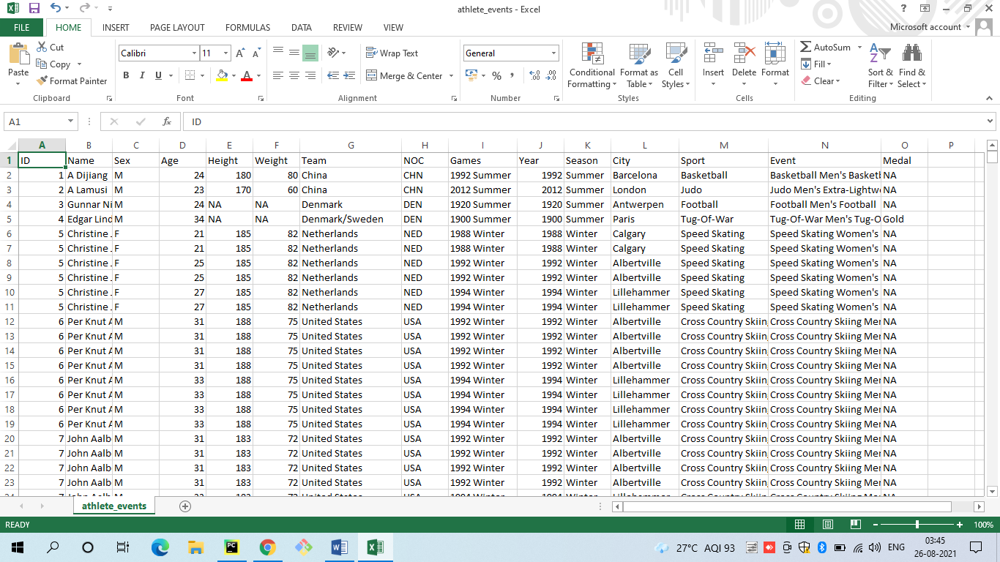 athlete_events - Excel
?
FILE HOME INSERT PAGE LAYOUT FORMULAS DATA REVIEW VIEW Microsoft account
Paste Cut Copy Format Painter Calibri 11 A A B I U A Wrap Text Merge & Center General % , Conditional Formatting Format as Table Cell Styles Insert Delete Format AutoSum Fill Clear Sort & Filter Find & Select
Clipboard Font Alignment Number Styles Cells Editing
A1 fx ID
A B C D E F G H I J K L M N O P
1 ID Name Sex Age Height Weight Team NOC Games Year Season City Sport Event Medal
2 1 A Dijiang M 24 180 80 China CHN 1992 Summer 1992 Summer Barcelona Basketball Basketball Men's Basketb NA
3 2 A Lamusi M 23 170 60 China CHN 2012 Summer 2012 Summer London Judo Judo Men's Extra-Lightw NA
4 3 Gunnar Ni M 24 NA NA Denmark DEN 1920 Summer 1920 Summer Antwerpen Football Football Men's Football NA
5 4 Edgar Lind M 34 NA NA Denmark/Sweden DEN 1900 Summer 1900 Summer Paris Tug-Of-War Tug-Of-War Men's Tug-O Gold
6 5 Christine . F 21 185 82 Netherlands NED 1988 Winter 1988 Winter Calgary Speed Skating Speed Skating Women's NA
7 5 Christine . F 21 185 82 Netherlands NED 1988 Winter 1988 Winter Calgary Speed Skating Speed Skating Women's NA
8 5 Christine . F 25 185 82 Netherlands NED 1992 Winter 1992 Winter Albertville Speed Skating Speed Skating Women's NA
9 5 Christine . F 25 185 82 Netherlands NED 1992 Winter 1992 Winter Albertville Speed Skating Speed Skating Women's NA
10 5 Christine . F 27 185 82 Netherlands NED 1994 Winter 1994 Winter Lillehammer Speed Skating Speed Skating Women's NA
11 5 Christine . F 27 185 82 Netherlands NED 1994 Winter 1994 Winter Lillehammer Speed Skating Speed Skating Women's NA
12 6 Per Knut A M 31 188 75 United States USA 1992 Winter 1992 Winter Albertville Cross Country Skiin Cross Country Skiing Mer NA
13 6 Per Knut A M 31 188 75 United States USA 1992 Winter 1992 Winter Albertville Cross Country Skiin Cross Country Skiing Mer NA
14 6 Per Knut A M 31 188 75 United States USA 1992 Winter 1992 Winter Albertville Cross Country Skiin Cross Country Skiing Mer NA
15 6 Per Knut A M 31 188 75 United States USA 1992 Winter 1992 Winter Albertville Cross Country Skiin Cross Country Skiing Mer NA
16 6 Per Knut A M 33 188 75 United States USA 1994 Winter 1994 Winter Lillehammer Cross Country Skiin Cross Country Skiing Mer NA
17 6 Per Knut A M 33 188 75 United States USA 1994 Winter 1994 Winter Lillehammer Cross Country Skiin Cross Country Skiing Mer NA
18 6 Per Knut A M 33 188 75 United States USA 1994 Winter 1994 Winter Lillehammer Cross Country Skiin Cross Country Skiing Mer NA
19 6 Per Knut A M 33 188 75 United States USA 1994 Winter 1994 Winter Lillehammer Cross Country Skiin Cross Country Skiing Mer NA
20 7 John Aalb M 31 183 72 United States USA 1992 Winter 1992 Winter Albertville Cross Country Skiin Cross Country Skiing Mer NA
21 7 John Aalb M 31 183 72 United States USA 1992 Winter 1992 Winter Albertville Cross Country Skiin Cross Country Skiing Mer NA
22 7 John Aalb M 31 183 72 United States USA 1992 Winter 1992 Winter Albertville Cross Country Skiin Cross Country Skiing Mer NA
23 7 John Aalb M 31 183 72 United States USA 1992 Winter 1992 Winter Albertville Cross Country Skiin Cross Country Skiing Mer NA
athlete_events
READY 100%
27°C AQI 93 ENG 03:45
26-08-2021